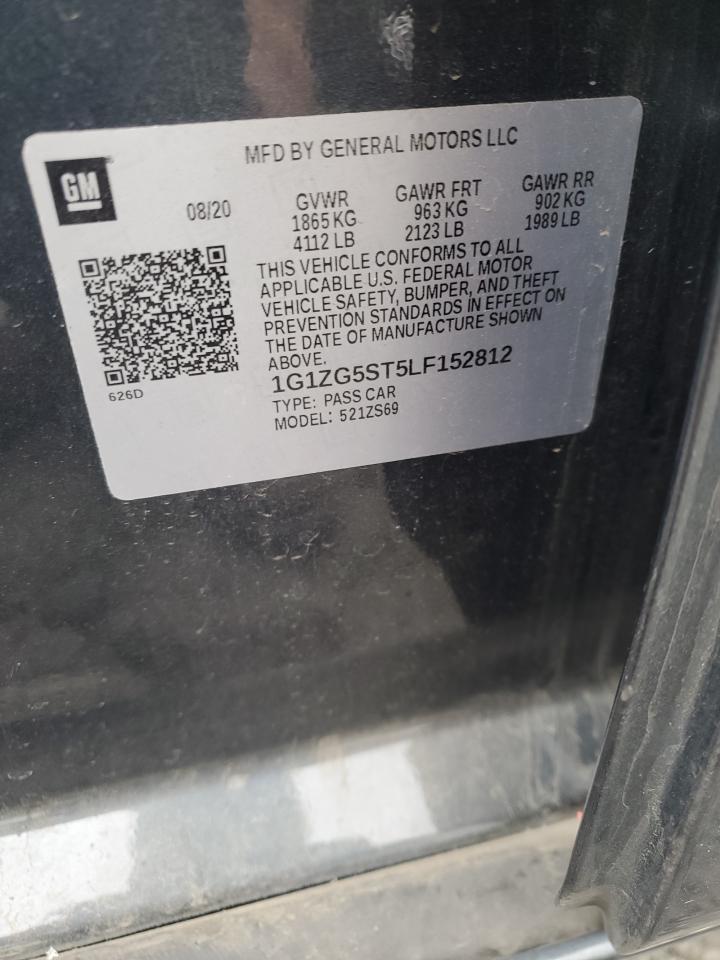 MFD BY GENERAL MOTORS LLC
GM
08/20
GVWR
1865 KG
4112 LB
GAWR FRT
963 KG
2123 LB
GAWR RR
902 KG
1989 LB
THIS VEHICLE CONFORMS TO ALL
APPLICABLE U.S. FEDERAL MOTOR
VEHICLE SAFETY, BUMPER, AND THEFT
PREVENTION STANDARDS IN EFFECT ON
THE DATE OF MANUFACTURE SHOWN
ABOVE.
1G1ZG5ST5LF152812
TYPE: PASS CAR
MODEL: 521ZS69
626D